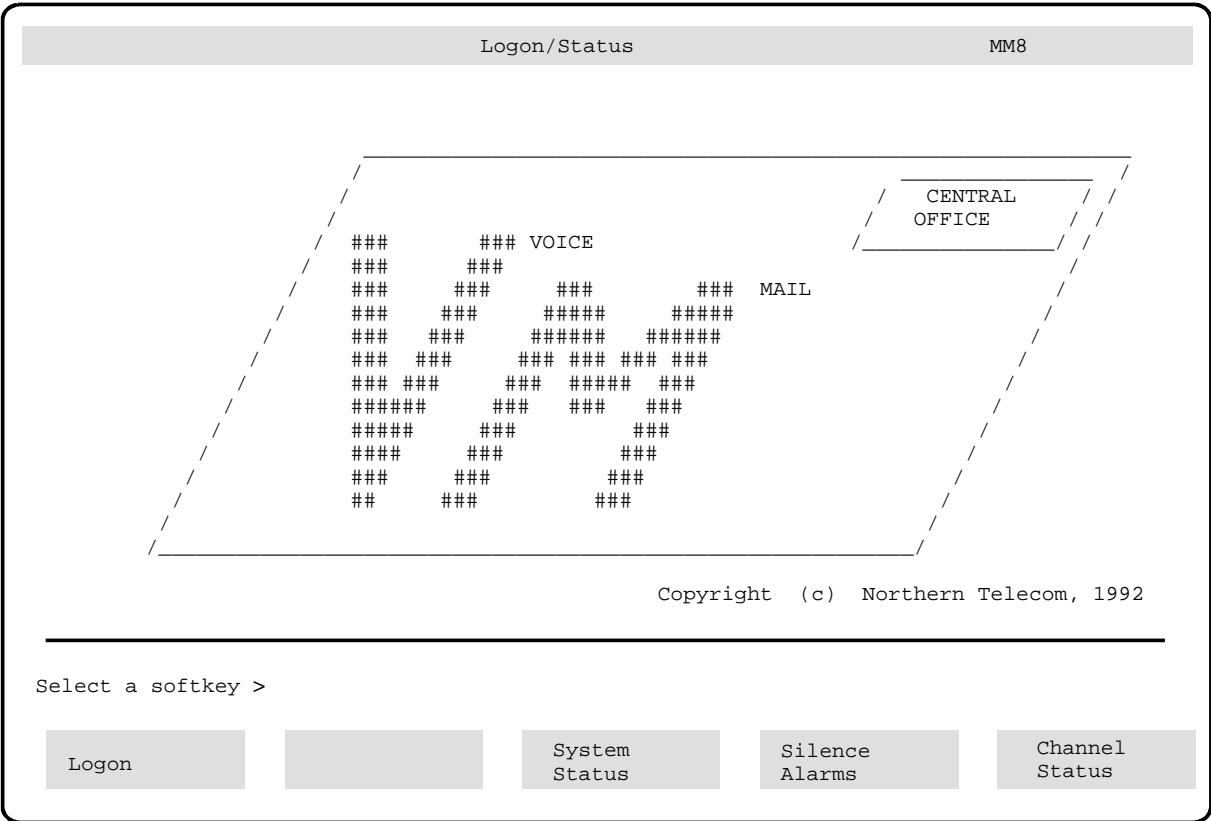 Logon/Status MM8
CENTRAL
OFFICE
VOICE
MAIL
Copyright (c) Northern Telecom, 1992
Select a softkey >
Logon
System
Status
Silence
Alarms
Channel
Status